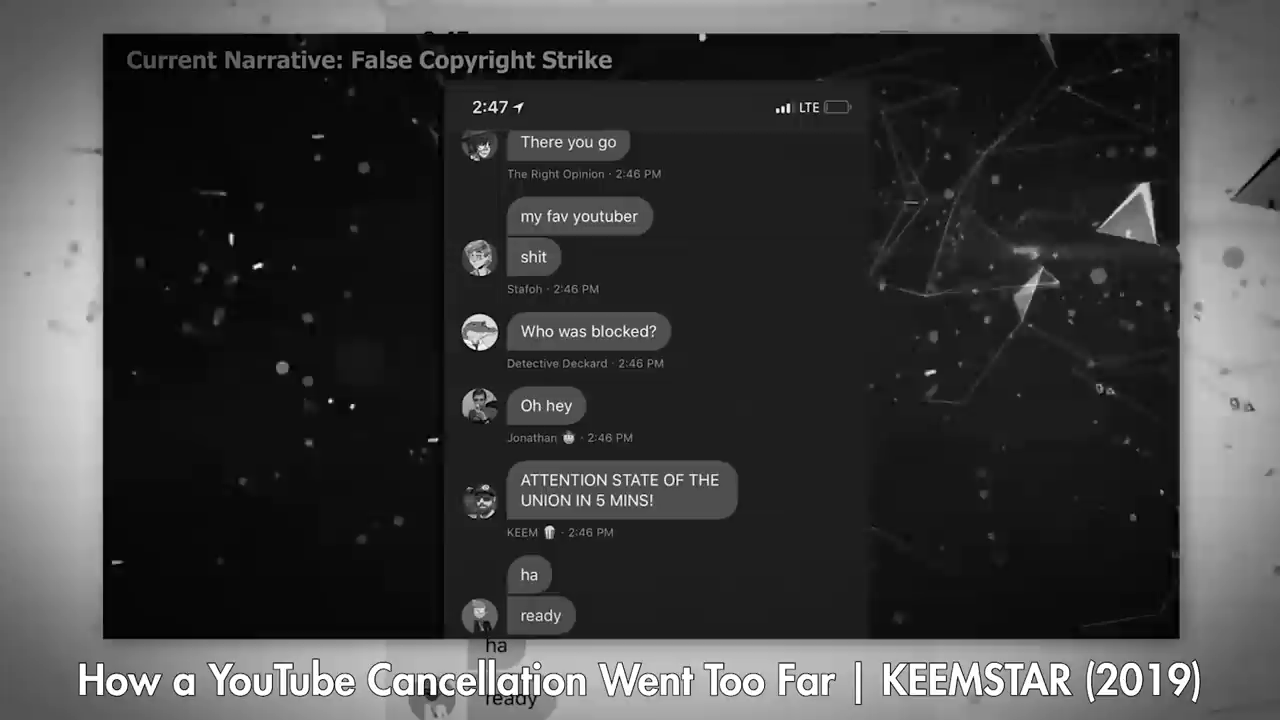 Current Narrative: False Copyright Strike
2:47
LTE
There you go
The Right Opinion · 2:46 PM
my fav youtuber
shit
Stafoh · 2:46 PM
Who was blocked?
Detective Deckard · 2:46 PM
Oh hey
Jonathan · 2:46 PM
ATTENTION STATE OF THE
UNION IN 5 MINS!
KEEM 🍿 · 2:46 PM
ha
ready
ha
ready
How a YouTube Cancellation Went Too Far | KEEMSTAR (2019)